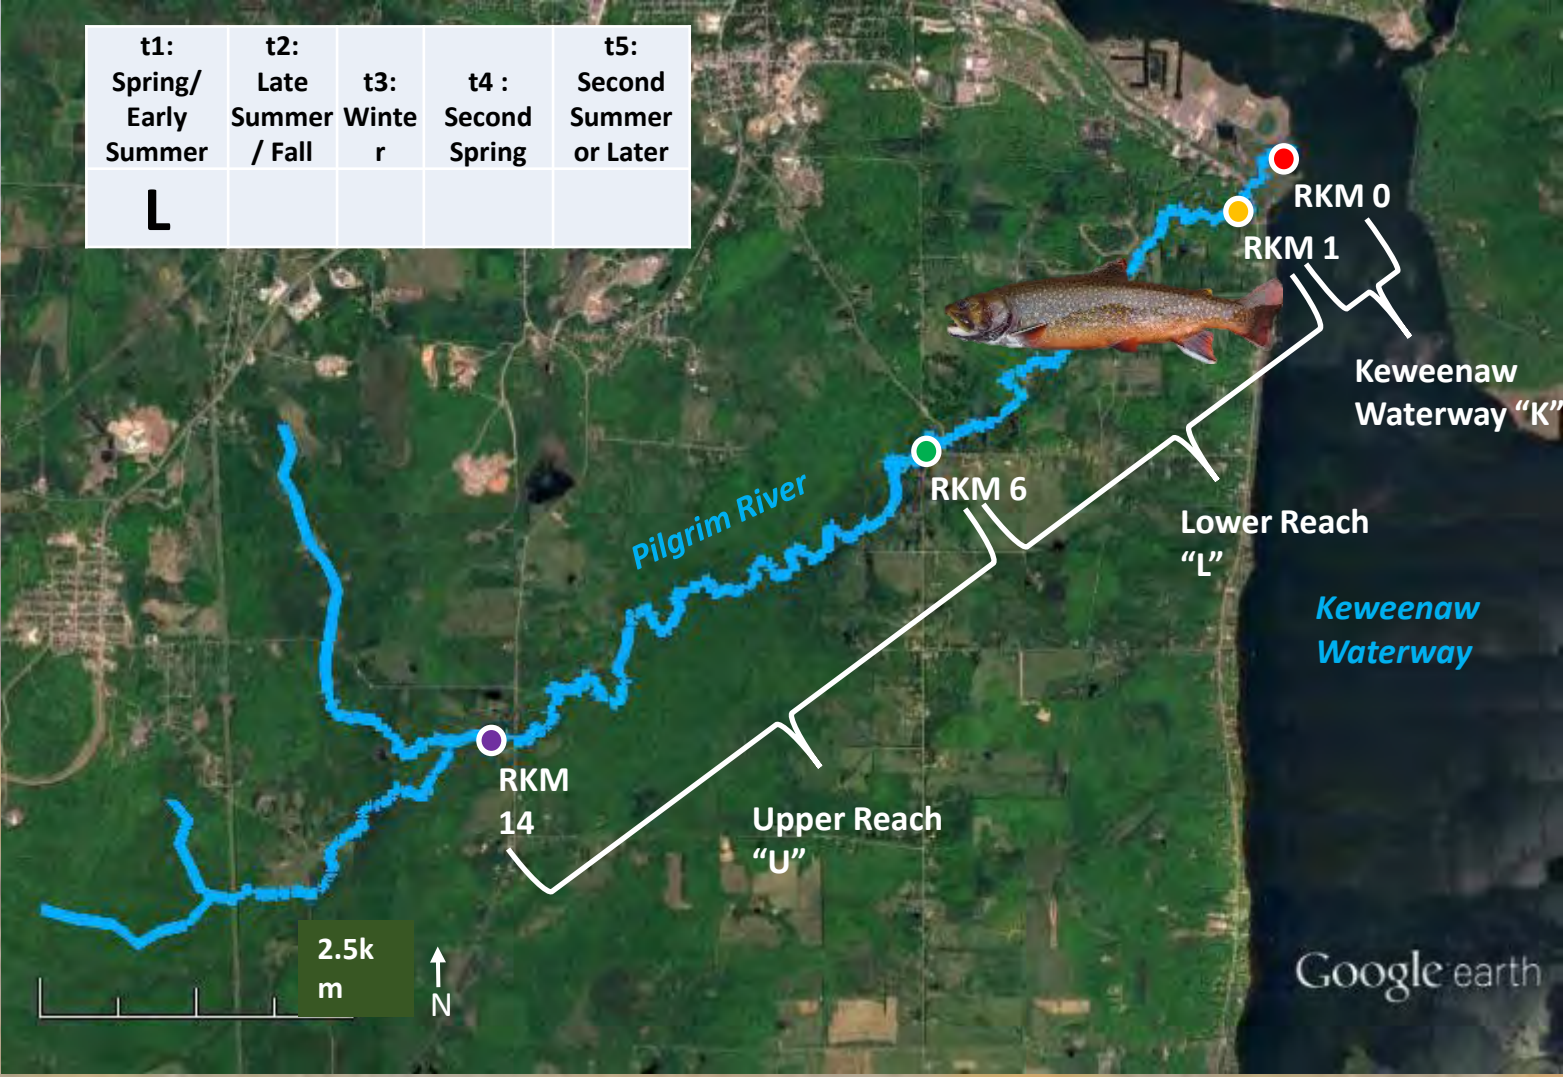 t1:
Spring/
Early
Summer
t2:
Late
Summer
/ Fall
t3:
Winte
r
t4 :
Second
Spring
t5:
Second
Summer
or Later
L
RKM 0
RKM 1
Keweenaw
Waterway “K”
RKM 6
Pilgrim River
Lower Reach
“L”
Keweenaw
Waterway
RKM
14
Upper Reach
“U”
2.5k
m
N
Google earth